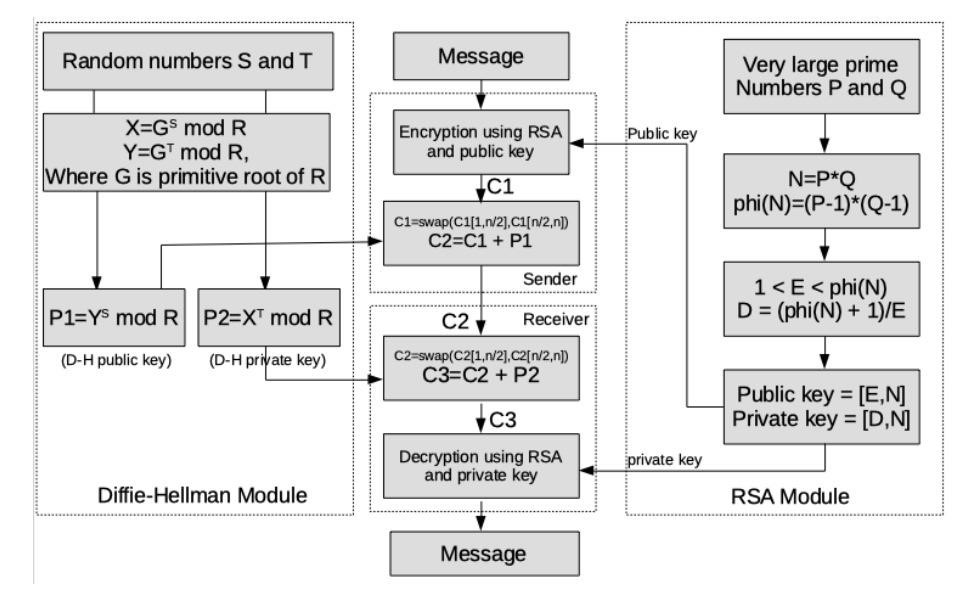 Random numbers S and T
X=Gˢ mod R
Y=Gᵀ mod R,
Where G is primitive root of R
P1=Yˢ mod R
(D-H public key)
P2=Xᵀ mod R
(D-H private key)
Diffie-Hellman Module
Message
Encryption using RSA
and public key
C1
C1=swap(C1[1,n/2],C1[n/2,n])
C2=C1 + P1
Sender
C2
Receiver
C2=swap(C2[1,n/2],C2[n/2,n])
C3=C2 + P2
C3
Decryption using RSA
and private key
Message
Public key
private key
Very large prime
Numbers P and Q
N=P*Q
phi(N)=(P-1)*(Q-1)
1 < E < phi(N)
D = (phi(N) + 1)/E
Public key = [E,N]
Private key = [D,N]
RSA Module